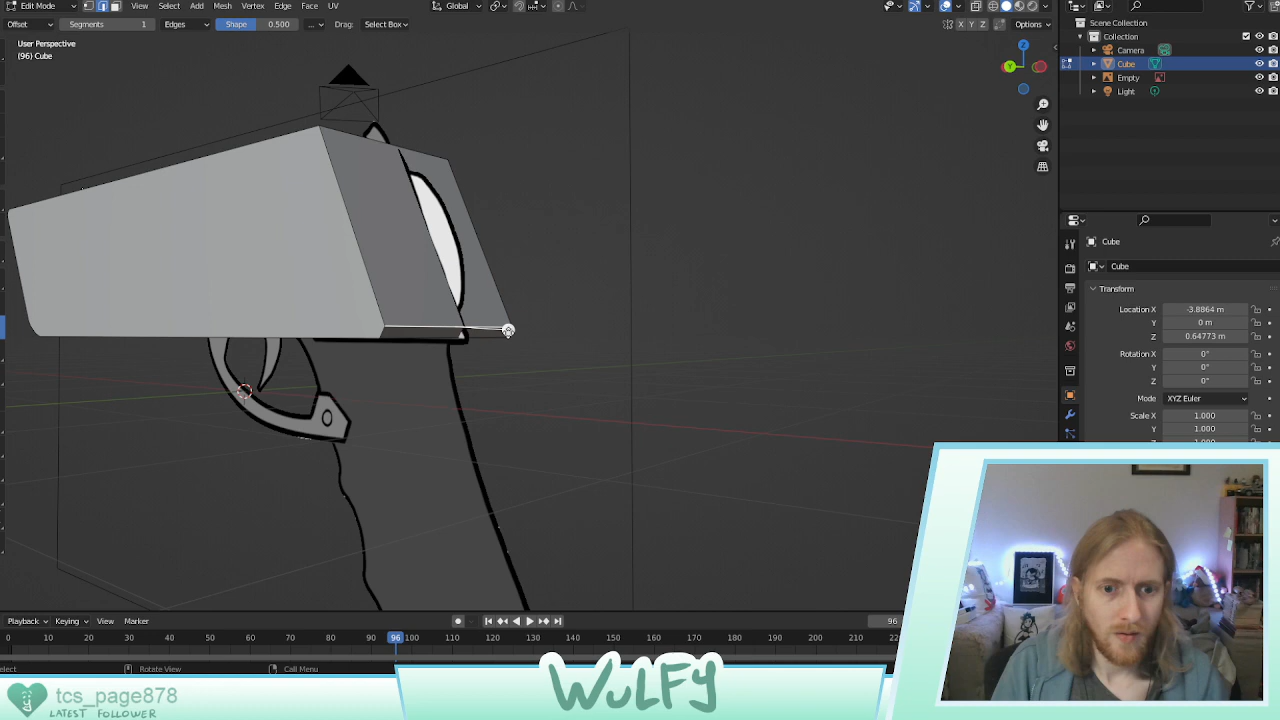 Edit Mode View Select Add Mesh Vertex Edge Face UV Global Options
Offset Segments 1 Edges Shape 0.500 ... Drag: Select Box X Y Z Options
User Perspective
(96) Cube
Z
Y
Scene Collection
Collection
Camera
Cube
Empty
Light
Cube
Cube
Transform
Location X -3.8864 m
Y 0 m
Z 0.64773 m
Rotation X 0°
Y 0°
Z 0°
Mode XYZ Euler
Scale X 1.000
Y 1.000
Playback Keying View Marker 96
0 10 20 30 40 50 60 70 80 90 96 100 110 120 130 140 150 160 170 180 190 200 210
Rotate View Call Menu
tcs_page878
LATEST FOLLOWER
WULFY